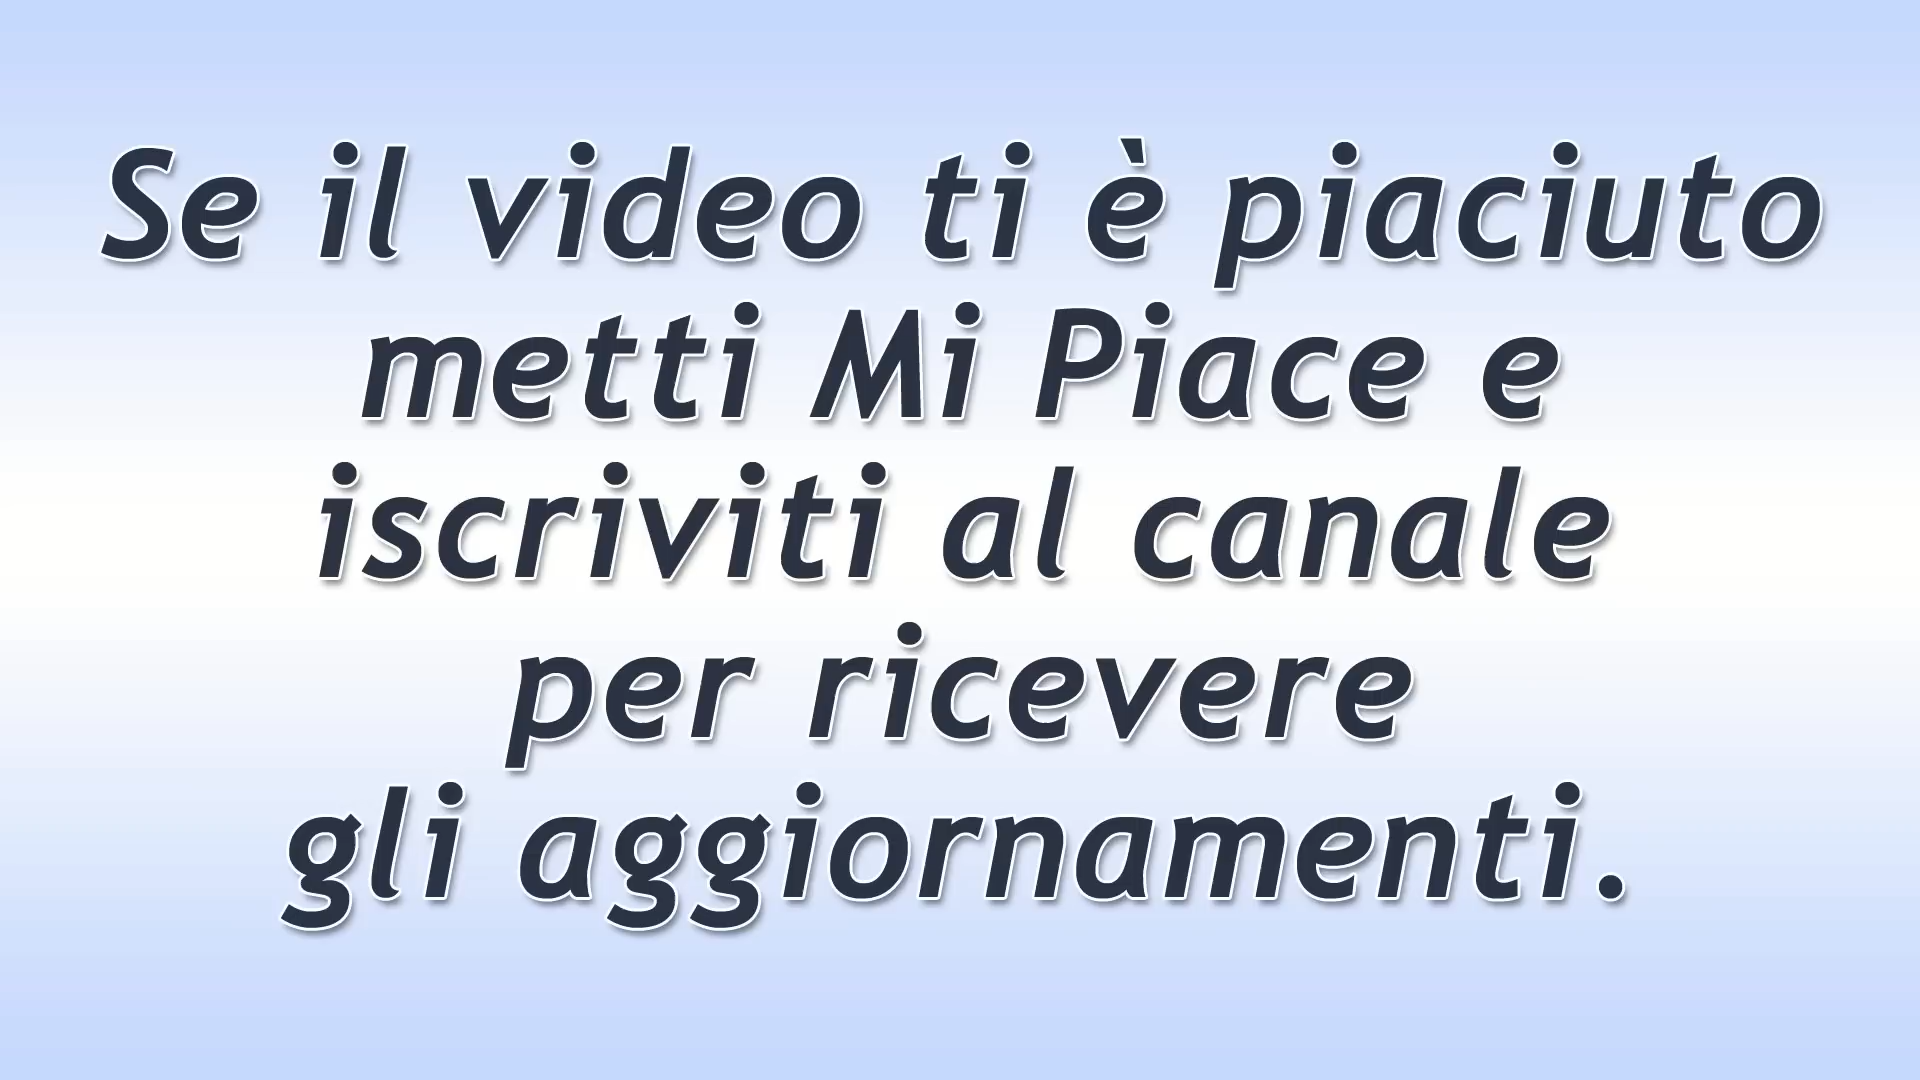 Se il video ti è piaciuto
metti Mi Piace e
iscriviti al canale
per ricevere
gli aggiornamenti.